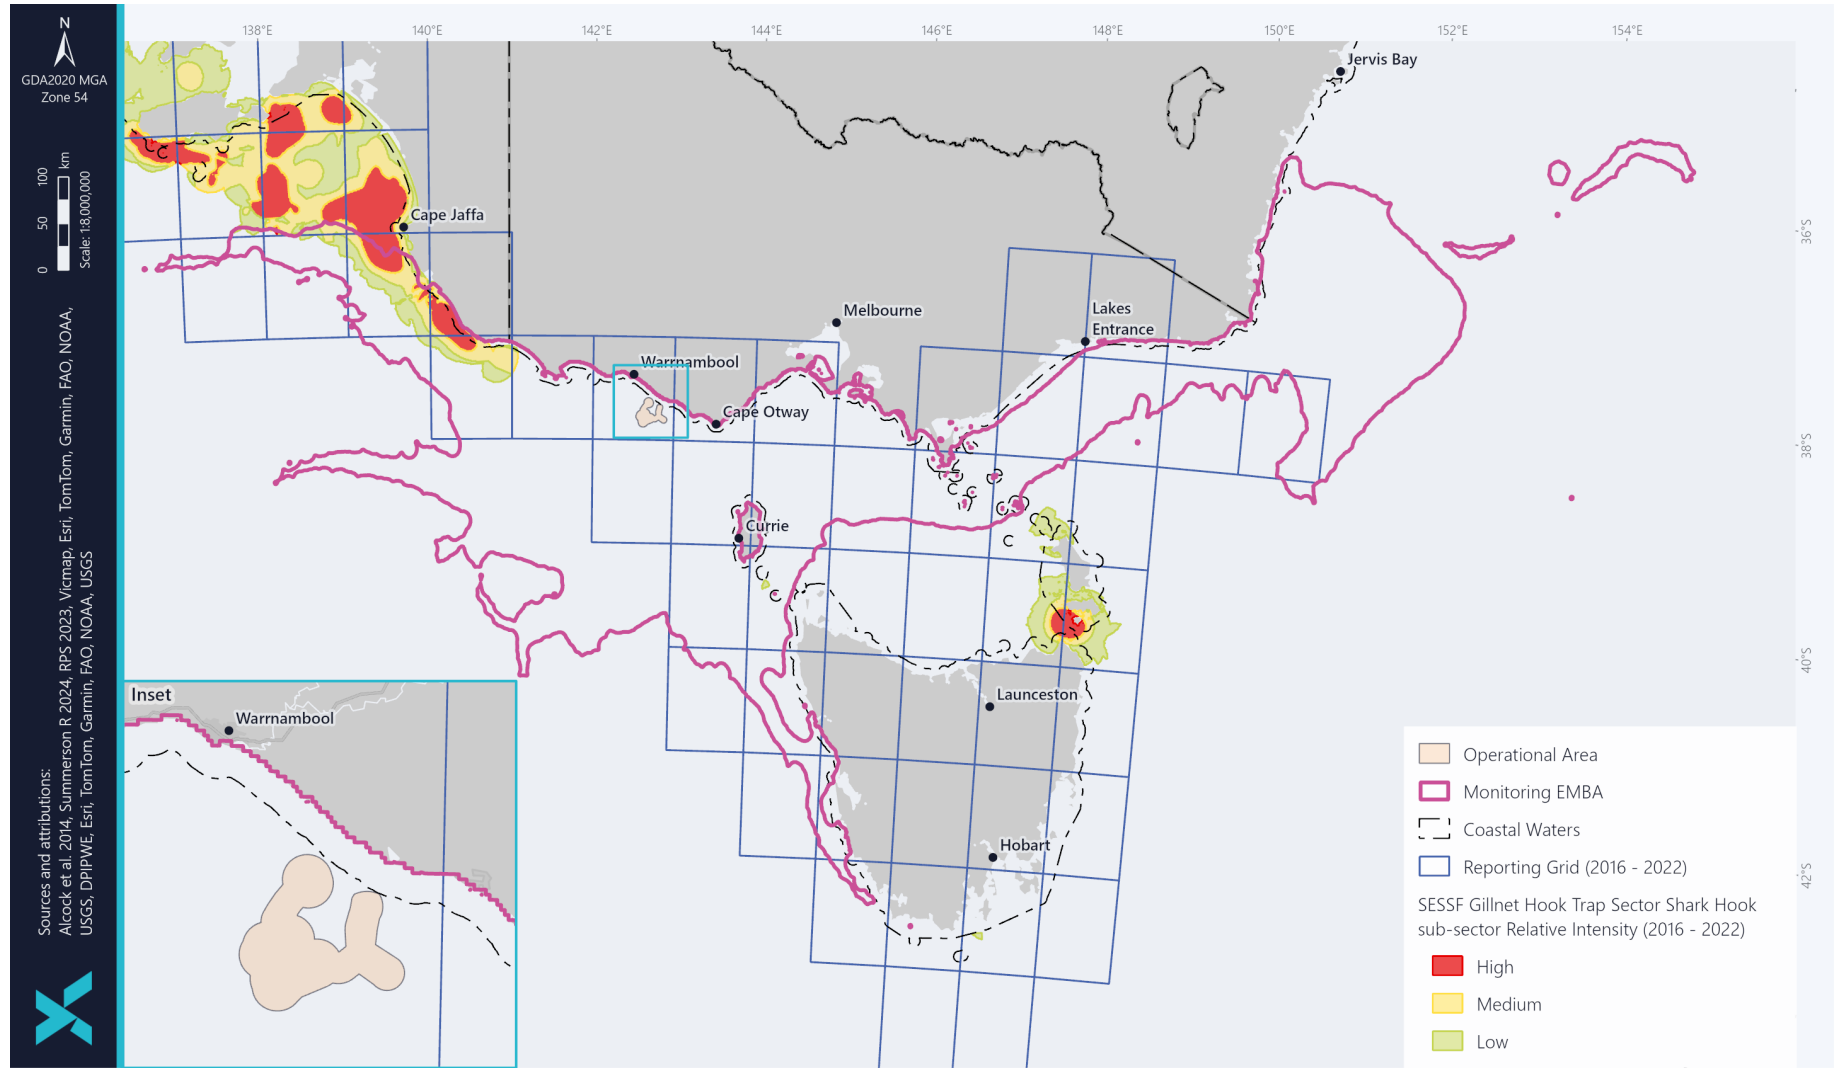 N
GDA2020 MGA
Zone 54
0 50 100 km
Scale: 1:8,000,000
Sources and attributions:
Alcock et al. 2014, Summerson R 2024, RPS 2023, Vicmap, Esri, TomTom, Garmin, FAO, NOAA,
USGS, DPIPWE, Esri, TomTom, Garmin, FAO, NOAA, USGS
138°E 140°E 142°E 144°E 146°E 148°E 150°E 152°E 154°E
36°S
38°S
40°S
42°S
Jervis Bay
Cape Jaffa
Melbourne
Lakes
Entrance
Warrnambool
Cape Otway
Currie
Launceston
Hobart
Inset
Warrnambool
Operational Area
Monitoring EMBA
Coastal Waters
Reporting Grid (2016 - 2022)
SESSF Gillnet Hook Trap Sector Shark Hook
sub-sector Relative Intensity (2016 - 2022)
High
Medium
Low